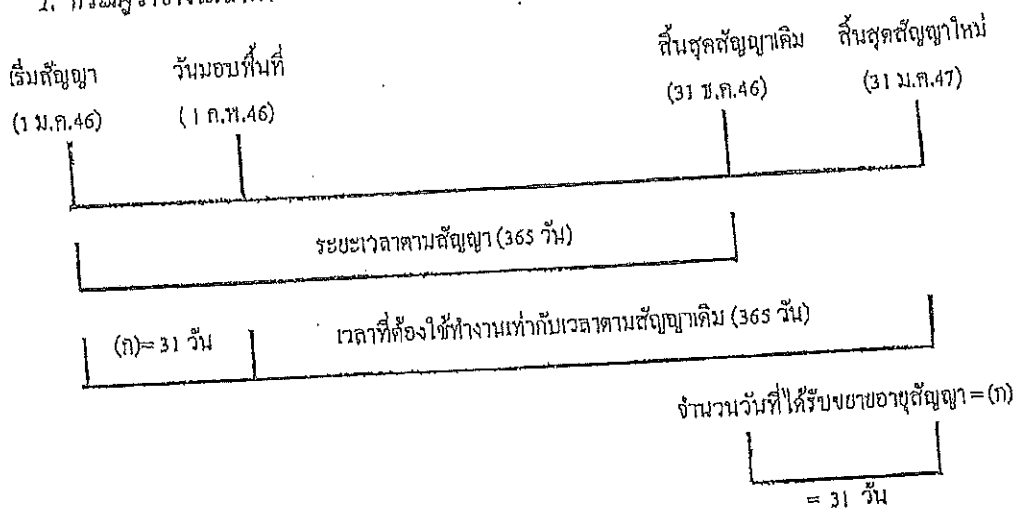 สิ้นสุดสัญญาเดิม สิ้นสุดสัญญาใหม่
เริ่มสัญญา วันมอบพื้นที่
(31 ธ.ค.46) (31 ม.ค.47)
(1 ม.ค.46) (1 ก.พ.46)
ระยะเวลาตามสัญญา (365 วัน)
(ก)= 31 วัน เวลาที่ต้องใช้ทำงานเท่ากับเวลาตามสัญญาเดิม (365 วัน)
จำนวนวันที่ได้รับขยายอายุสัญญา = (ก)
= 31 วัน